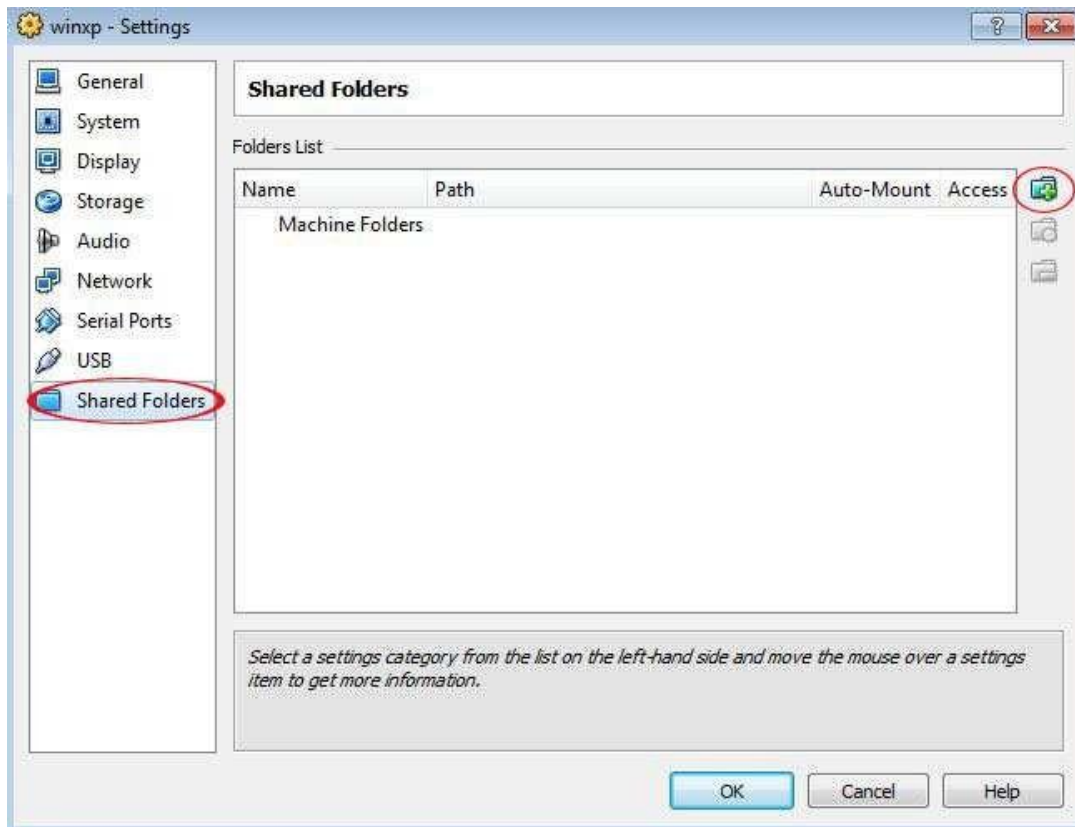 winxp - Settings
General
System
Display
Storage
Audio
Network
Serial Ports
USB
Shared Folders
Shared Folders
Folders List
Name Path Auto-Mount Access
Machine Folders
Select a settings category from the list on the left-hand side and move the mouse over a settings
item to get more information.
OK Cancel Help